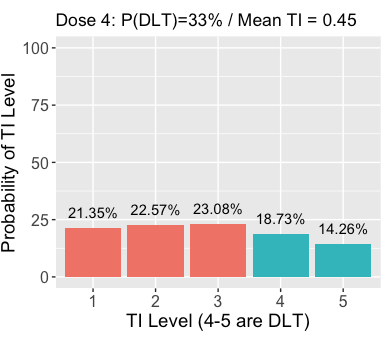 Dose 4: P(DLT)=33% / Mean TI = 0.45
Probability of TI Level
100
75
50
25
0
21.35%
22.57%
23.08%
18.73%
14.26%
1 2 3 4 5
TI Level (4-5 are DLT)